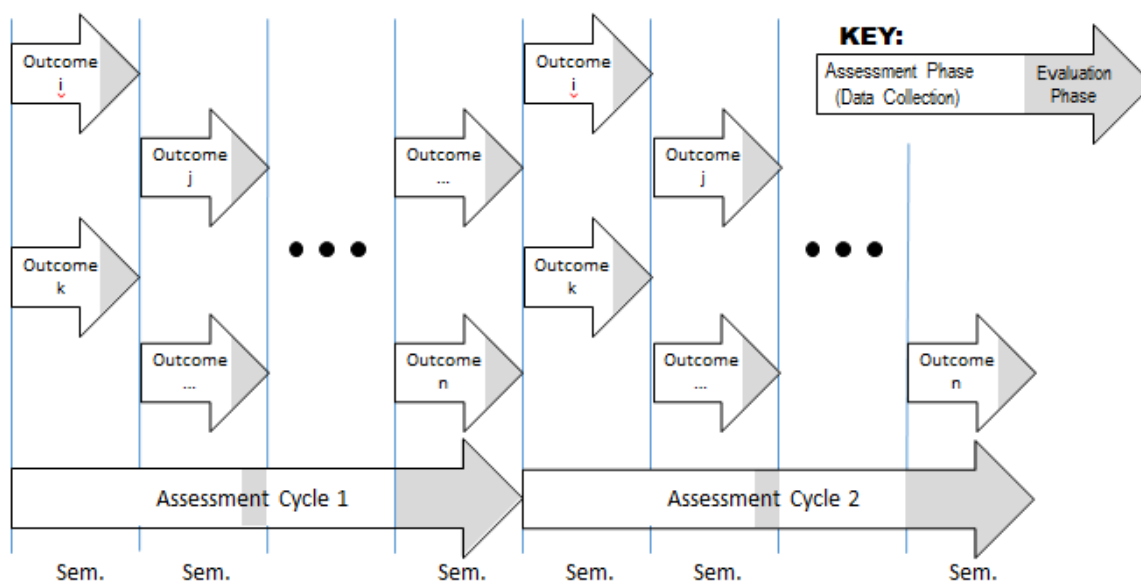 KEY:
Assessment Phase
(Data Collection)
Evaluation
Phase
Outcome
i
Outcome
i
Outcome
j
Outcome
...
Outcome
j
Outcome
k
Outcome
k
Outcome
...
Outcome
n
Outcome
...
Outcome
n
Assessment Cycle 1
Assessment Cycle 2
Sem.
Sem.
Sem.
Sem.
Sem.
Sem.